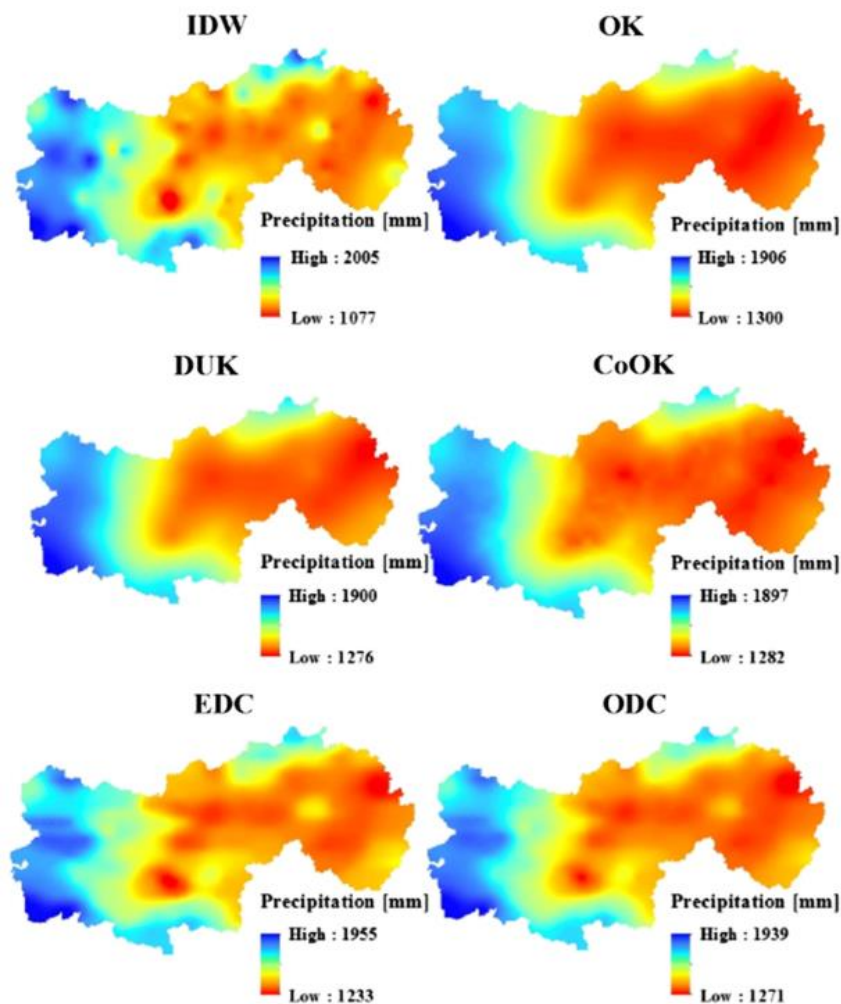 IDW
OK
Precipitation [mm]
High : 2005
Low : 1077
Precipitation [mm]
High : 1906
Low : 1300
DUK
CoOK
Precipitation [mm]
High : 1900
Low : 1276
Precipitation [mm]
High : 1897
Low : 1282
EDC
ODC
Precipitation [mm]
High : 1955
Low : 1233
Precipitation [mm]
High : 1939
Low : 1271